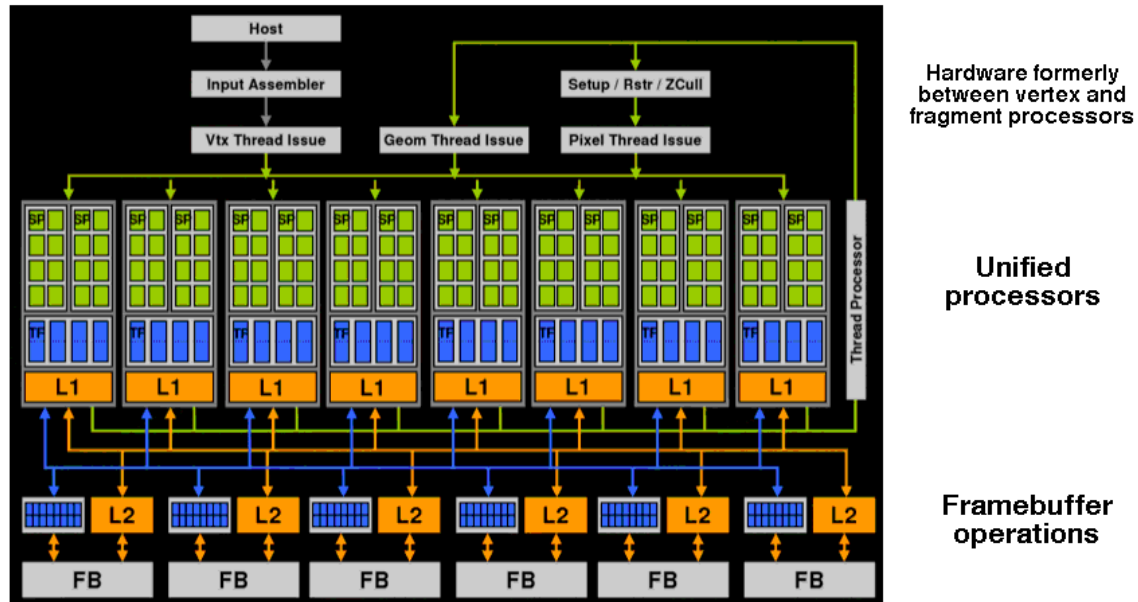 Host
Input Assembler
Setup / Rstr / ZCull
Vtx Thread Issue
Geom Thread Issue
Pixel Thread Issue
Hardware formerly
between vertex and
fragment processors
SP SP SP SP SP SP SP SP SP SP SP SP SP SP SP SP
TF TF TF TF TF TF TF TF
L1 L1 L1 L1 L1 L1 L1 L1
Thread Processor
Unified
processors
L2 L2 L2 L2 L2 L2
FB FB FB FB FB FB
Framebuffer
operations